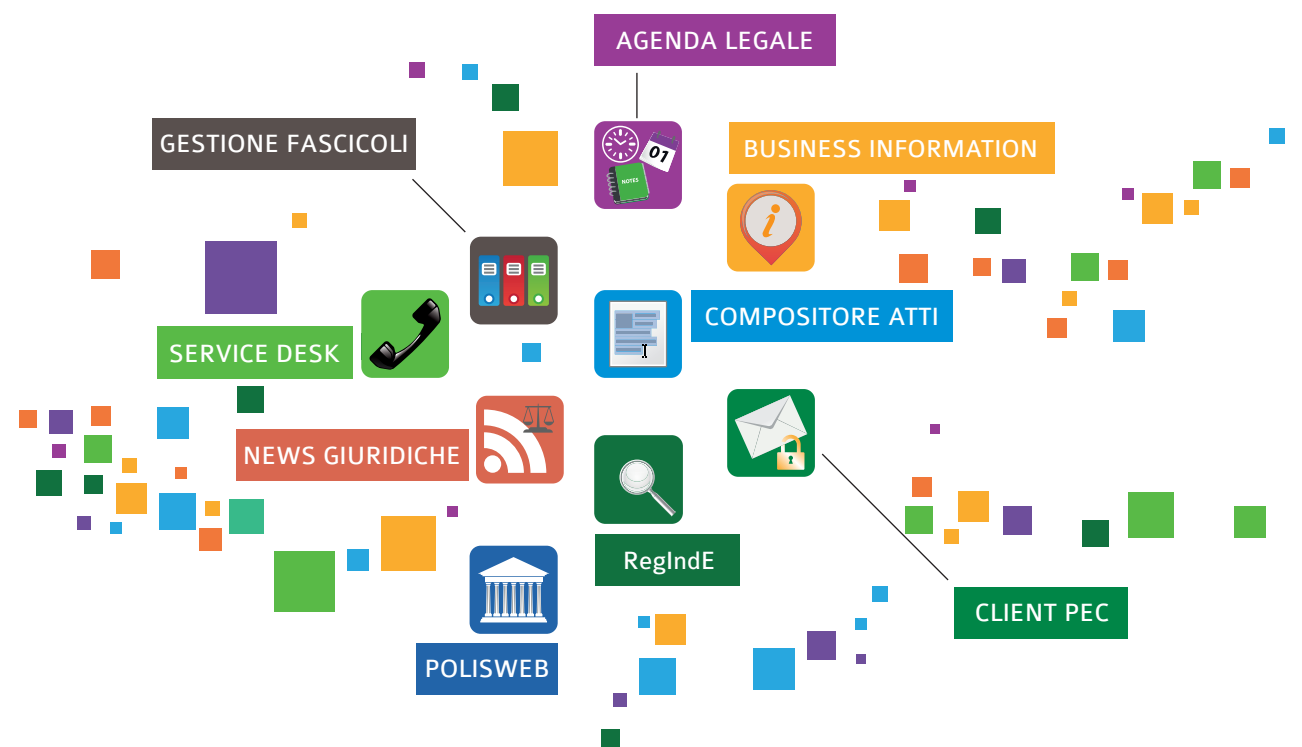 AGENDA LEGALE
GESTIONE FASCICOLI
01
NOTES
BUSINESS INFORMATION
i
COMPOSITORE ATTI
SERVICE DESK
NEWS GIURIDICHE
RegIndE
CLIENT PEC
POLISWEB